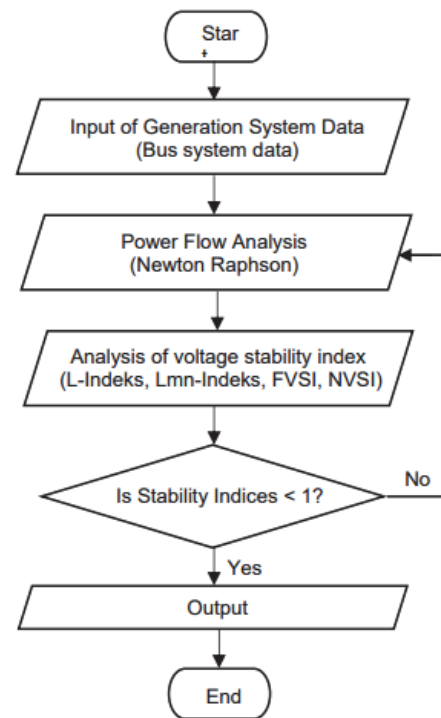 Star
Input of Generation System Data
(Bus system data)
Power Flow Analysis
(Newton Raphson)
Analysis of voltage stability index
(L-Indeks, Lmn-Indeks, FVSI, NVSI)
Is Stability Indices < 1?
No
Yes
Output
End